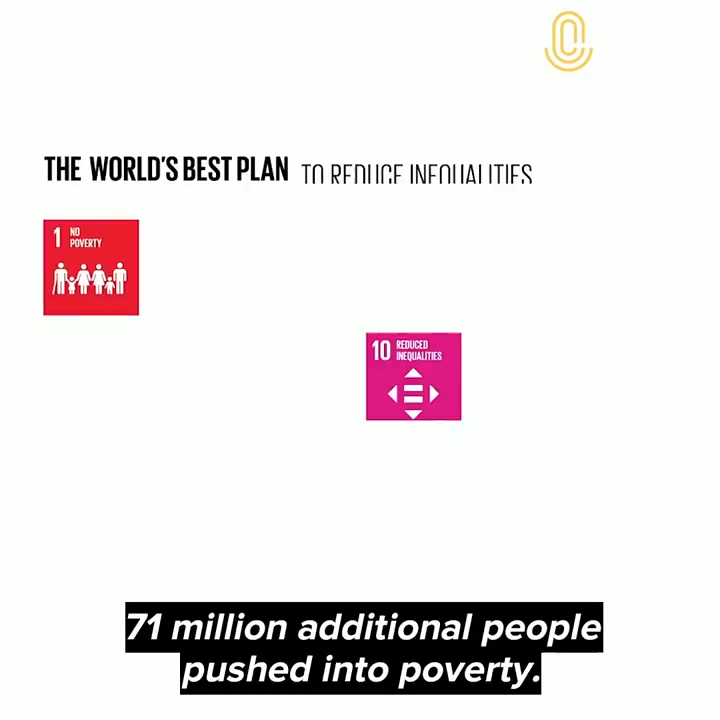 THE WORLD'S BEST PLAN TO REDUCE INEQUALITIES
1 NO
POVERTY
10 REDUCED
INEQUALITIES
71 million additional people
pushed into poverty.